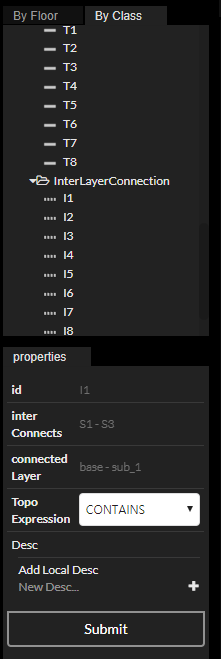 By Floor By Class
T1
T2
T3
T4
T5
T6
T7
T8
InterLayerConnection
I1
I2
I3
I4
I5
I6
I7
I8
properties
id I1
inter
Connects S1 - S3
connected
Layer base - sub_1
Topo
Expression CONTAINS
Desc
Add Local Desc
New Desc... +
Submit